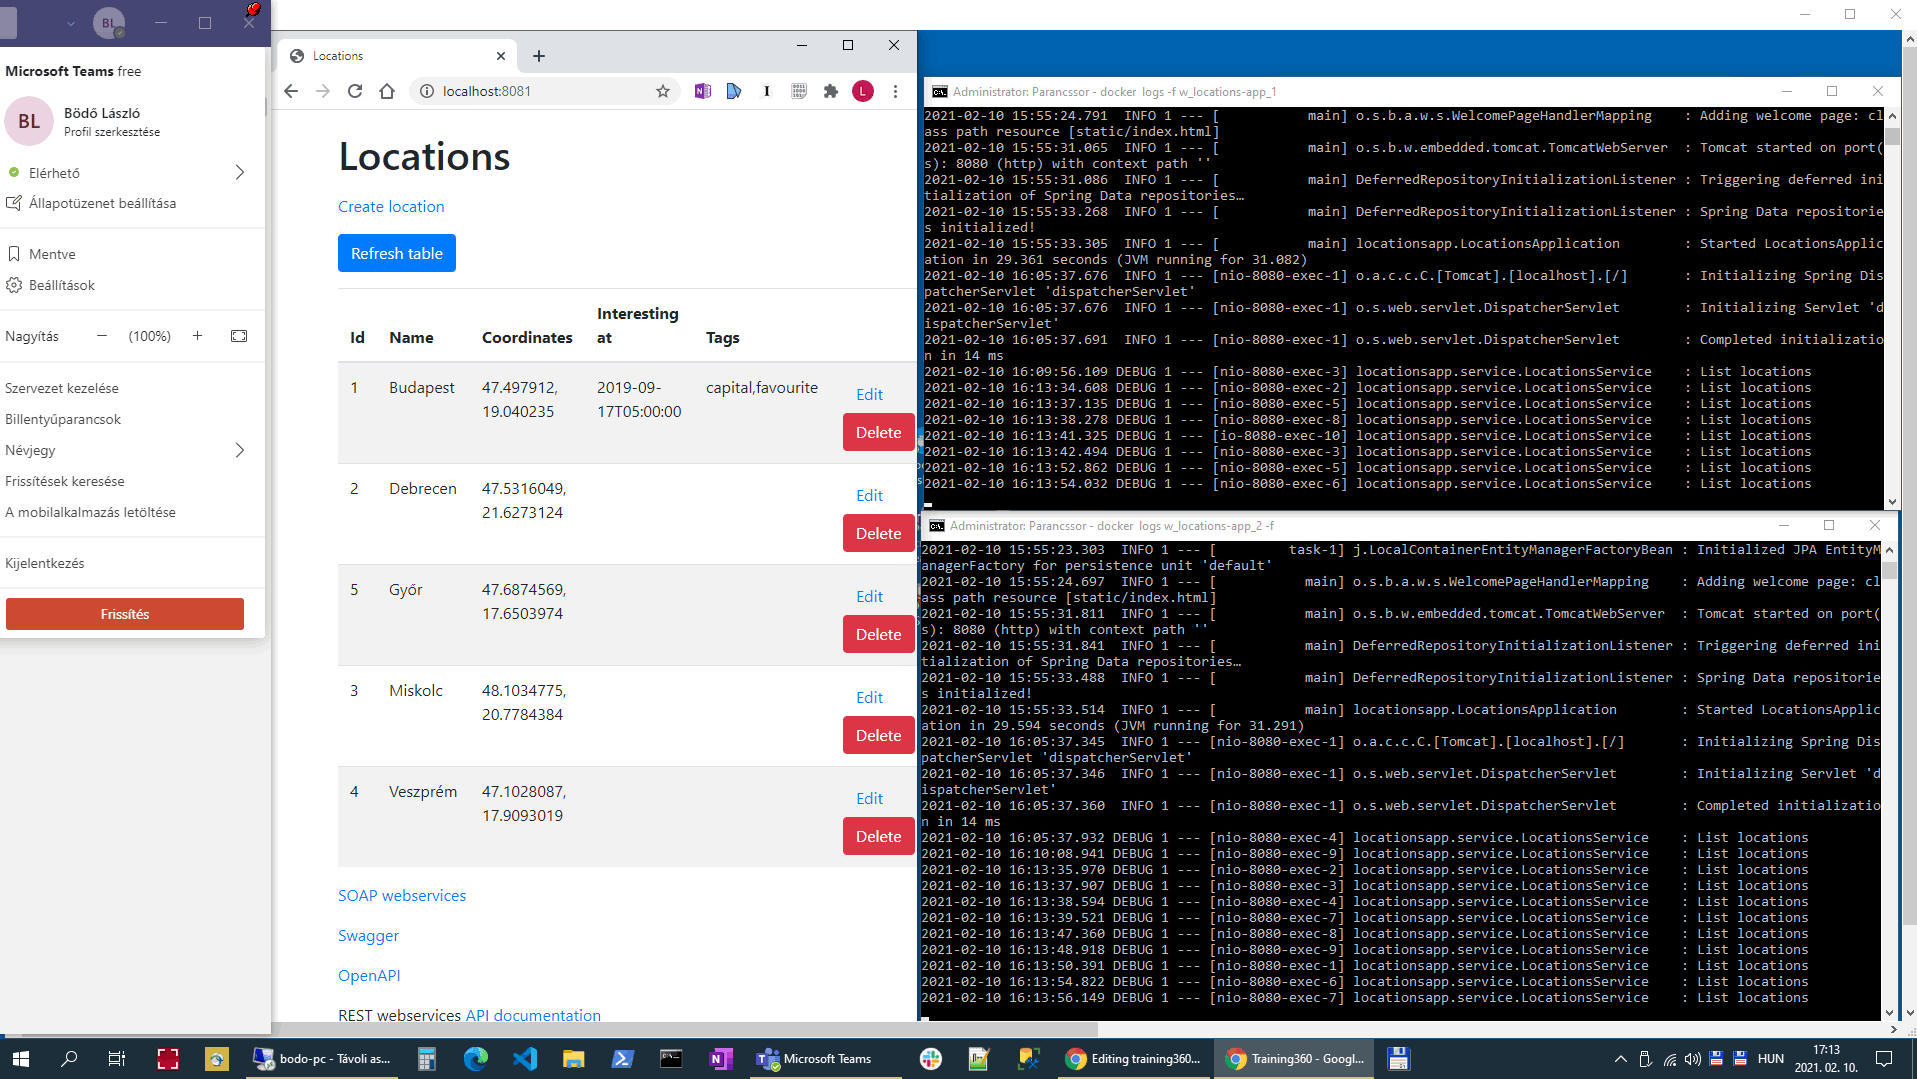 BL
Microsoft Teams free
BL
Bödő László
Profil szerkesztése
Elérhető
Állapotüzenet beállítása
Mentve
Beállítások
Nagyítás — (100%) +
Szervezet kezelése
Billentyűparancsok
Névjegy
Frissítések keresése
A mobilalkalmazás letöltése
Kijelentkezés
Frissítés
Locations
localhost:8081
L
Locations
Create location
Refresh table
Id Name Coordinates Interesting at Tags
1 Budapest 47.497912, 19.040235 2019-09-17T05:00:00 capital,favourite Edit Delete
2 Debrecen 47.5316049, 21.6273124 Edit Delete
5 Győr 47.6874569, 17.6503974 Edit Delete
3 Miskolc 48.1034775, 20.7784384 Edit Delete
4 Veszprém 47.1028087, 17.9093019 Edit Delete
SOAP webservices
Swagger
OpenAPI
REST webservices API documentation
Administrator: Parancssor - docker logs -f w_locations-app_1
2021-02-10 15:55:24.791  INFO 1 --- [           main] o.s.b.a.w.s.WelcomePageHandlerMapping    : Adding welcome page: cl
ass path resource [static/index.html]
2021-02-10 15:55:31.065  INFO 1 --- [           main] o.s.b.w.embedded.tomcat.TomcatWebServer  : Tomcat started on port(
s): 8080 (http) with context path ''
2021-02-10 15:55:31.086  INFO 1 --- [           main] DeferredRepositoryInitializationListener : Triggering deferred ini
tialization of Spring Data repositories…
2021-02-10 15:55:33.268  INFO 1 --- [           main] DeferredRepositoryInitializationListener : Spring Data repositorie
s initialized!
2021-02-10 15:55:33.305  INFO 1 --- [           main] locationsapp.LocationsApplication        : Started LocationsApplic
ation in 29.361 seconds (JVM running for 31.082)
2021-02-10 16:05:37.676  INFO 1 --- [nio-8080-exec-1] o.a.c.c.C.[Tomcat].[localhost].[/]       : Initializing Spring Dis
patcherServlet 'dispatcherServlet'
2021-02-10 16:05:37.676  INFO 1 --- [nio-8080-exec-1] o.s.web.servlet.DispatcherServlet        : Initializing Servlet 'd
ispatcherServlet'
2021-02-10 16:05:37.691  INFO 1 --- [nio-8080-exec-1] o.s.web.servlet.DispatcherServlet        : Completed initializatio
n in 14 ms
2021-02-10 16:09:56.109 DEBUG 1 --- [nio-8080-exec-3] locationsapp.service.LocationsService    : List locations
2021-02-10 16:13:34.608 DEBUG 1 --- [nio-8080-exec-2] locationsapp.service.LocationsService    : List locations
2021-02-10 16:13:37.135 DEBUG 1 --- [nio-8080-exec-5] locationsapp.service.LocationsService    : List locations
2021-02-10 16:13:38.278 DEBUG 1 --- [nio-8080-exec-8] locationsapp.service.LocationsService    : List locations
2021-02-10 16:13:41.325 DEBUG 1 --- [io-8080-exec-10] locationsapp.service.LocationsService    : List locations
2021-02-10 16:13:42.494 DEBUG 1 --- [nio-8080-exec-3] locationsapp.service.LocationsService    : List locations
2021-02-10 16:13:52.862 DEBUG 1 --- [nio-8080-exec-5] locationsapp.service.LocationsService    : List locations
2021-02-10 16:13:54.032 DEBUG 1 --- [nio-8080-exec-6] locationsapp.service.LocationsService    : List locations
Administrator: Parancssor - docker logs w_locations-app_2 -f
2021-02-10 15:55:23.303  INFO 1 --- [         task-1] j.LocalContainerEntityManagerFactoryBean : Initialized JPA EntityM
anagerFactory for persistence unit 'default'
2021-02-10 15:55:24.697  INFO 1 --- [           main] o.s.b.a.w.s.WelcomePageHandlerMapping    : Adding welcome page: cl
ass path resource [static/index.html]
2021-02-10 15:55:31.811  INFO 1 --- [           main] o.s.b.w.embedded.tomcat.TomcatWebServer  : Tomcat started on port(
s): 8080 (http) with context path ''
2021-02-10 15:55:31.841  INFO 1 --- [           main] DeferredRepositoryInitializationListener : Triggering deferred ini
tialization of Spring Data repositories…
2021-02-10 15:55:33.488  INFO 1 --- [           main] DeferredRepositoryInitializationListener : Spring Data repositorie
s initialized!
2021-02-10 15:55:33.514  INFO 1 --- [           main] locationsapp.LocationsApplication        : Started LocationsApplic
ation in 29.594 seconds (JVM running for 31.291)
2021-02-10 16:05:37.345  INFO 1 --- [nio-8080-exec-1] o.a.c.c.C.[Tomcat].[localhost].[/]       : Initializing Spring Dis
patcherServlet 'dispatcherServlet'
2021-02-10 16:05:37.346  INFO 1 --- [nio-8080-exec-1] o.s.web.servlet.DispatcherServlet        : Initializing Servlet 'd
ispatcherServlet'
2021-02-10 16:05:37.360  INFO 1 --- [nio-8080-exec-1] o.s.web.servlet.DispatcherServlet        : Completed initializatio
n in 14 ms
2021-02-10 16:05:37.932 DEBUG 1 --- [nio-8080-exec-4] locationsapp.service.LocationsService    : List locations
2021-02-10 16:10:08.941 DEBUG 1 --- [nio-8080-exec-9] locationsapp.service.LocationsService    : List locations
2021-02-10 16:13:35.970 DEBUG 1 --- [nio-8080-exec-2] locationsapp.service.LocationsService    : List locations
2021-02-10 16:13:37.907 DEBUG 1 --- [nio-8080-exec-3] locationsapp.service.LocationsService    : List locations
2021-02-10 16:13:38.594 DEBUG 1 --- [nio-8080-exec-4] locationsapp.service.LocationsService    : List locations
2021-02-10 16:13:39.521 DEBUG 1 --- [nio-8080-exec-7] locationsapp.service.LocationsService    : List locations
2021-02-10 16:13:47.360 DEBUG 1 --- [nio-8080-exec-8] locationsapp.service.LocationsService    : List locations
2021-02-10 16:13:48.918 DEBUG 1 --- [nio-8080-exec-9] locationsapp.service.LocationsService    : List locations
2021-02-10 16:13:50.391 DEBUG 1 --- [nio-8080-exec-1] locationsapp.service.LocationsService    : List locations
2021-02-10 16:13:54.822 DEBUG 1 --- [nio-8080-exec-6] locationsapp.service.LocationsService    : List locations
2021-02-10 16:13:56.149 DEBUG 1 --- [nio-8080-exec-7] locationsapp.service.LocationsService    : List locations
bodo-pc - Távoli as...
Microsoft Teams
Editing training360...
Training360 - Googl...
HUN
17:13
2021. 02. 10.